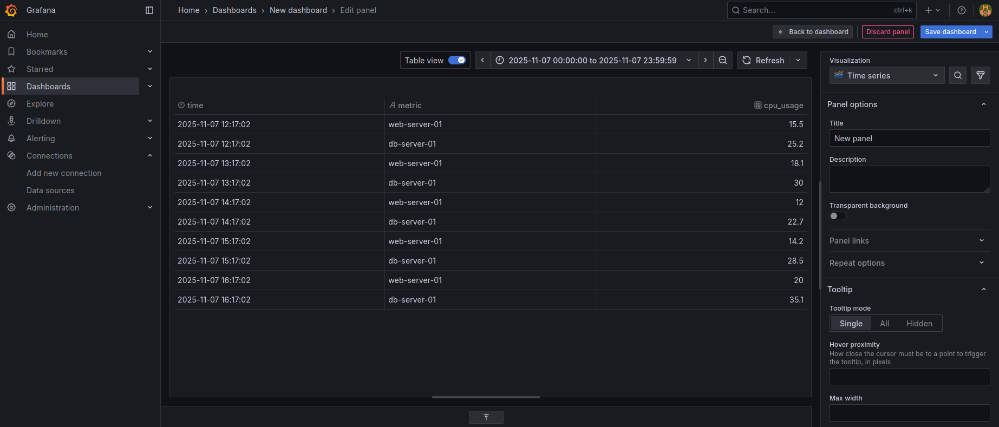 Grafana
Home
Bookmarks
Starred
Dashboards
Explore
Drilldown
Alerting
Connections
Add new connection
Data sources
Administration
Home › Dashboards › New dashboard › Edit panel
Search... ctrl+k
Back to dashboard Discard panel Save dashboard
Table view 2025-11-07 00:00:00 to 2025-11-07 23:59:59 Refresh
time metric cpu_usage
2025-11-07 12:17:02 web-server-01 15.5
2025-11-07 12:17:02 db-server-01 25.2
2025-11-07 13:17:02 web-server-01 18.1
2025-11-07 13:17:02 db-server-01 30
2025-11-07 14:17:02 web-server-01 12
2025-11-07 14:17:02 db-server-01 22.7
2025-11-07 15:17:02 web-server-01 14.2
2025-11-07 15:17:02 db-server-01 28.5
2025-11-07 16:17:02 web-server-01 20
2025-11-07 16:17:02 db-server-01 35.1
Visualization
Time series
Panel options
Title
New panel
Description
Transparent background
Panel links
Repeat options
Tooltip
Tooltip mode
Single All Hidden
Hover proximity
How close the cursor must be to a point to trigger
the tooltip, in pixels
Max width